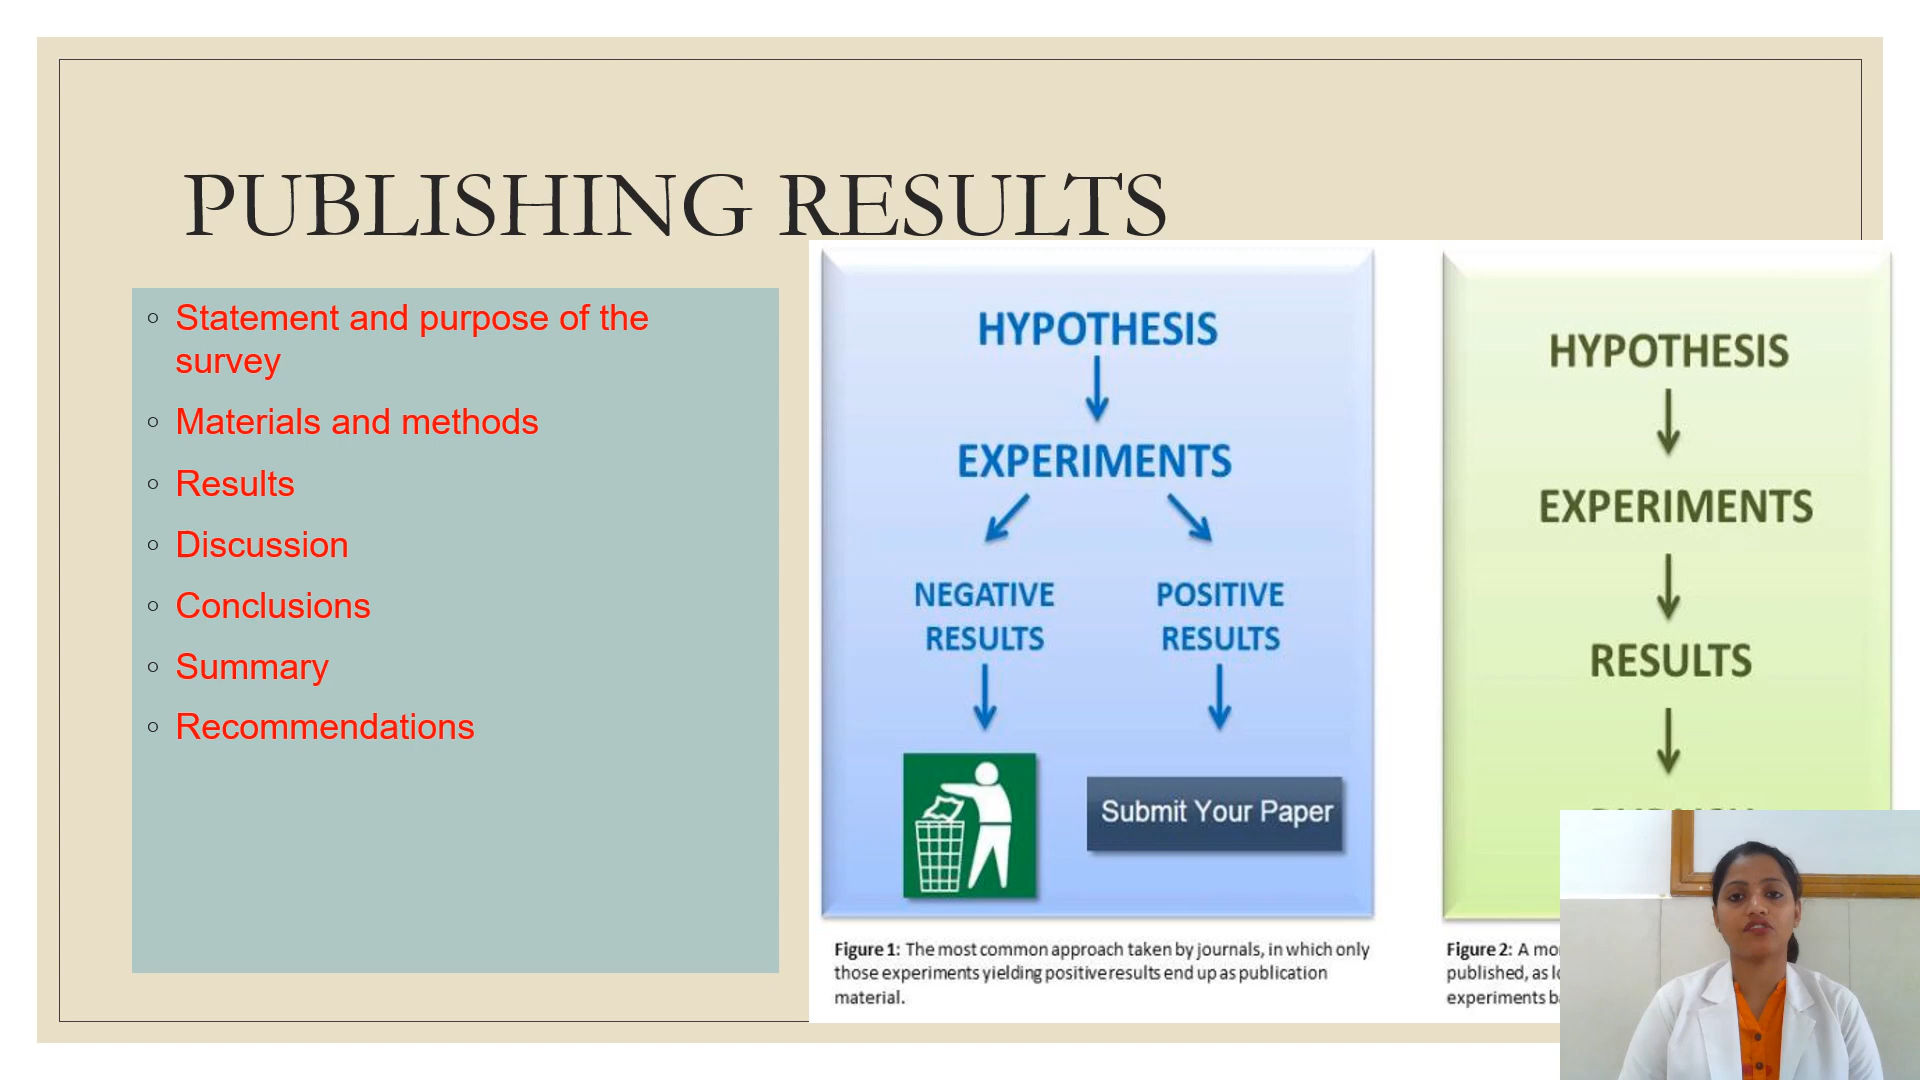 PUBLISHING RESULTS
Statement and purpose of the
survey
Materials and methods
Results
Discussion
Conclusions
Summary
Recommendations
HYPOTHESIS
EXPERIMENTS
NEGATIVE
RESULTS
POSITIVE
RESULTS
Submit Your Paper
Figure 1: The most common approach taken by journals, in which only
those experiments yielding positive results end up as publication
material.
HYPOTHESIS
EXPERIMENTS
RESULTS
Figure 2: A
published, as
experiments